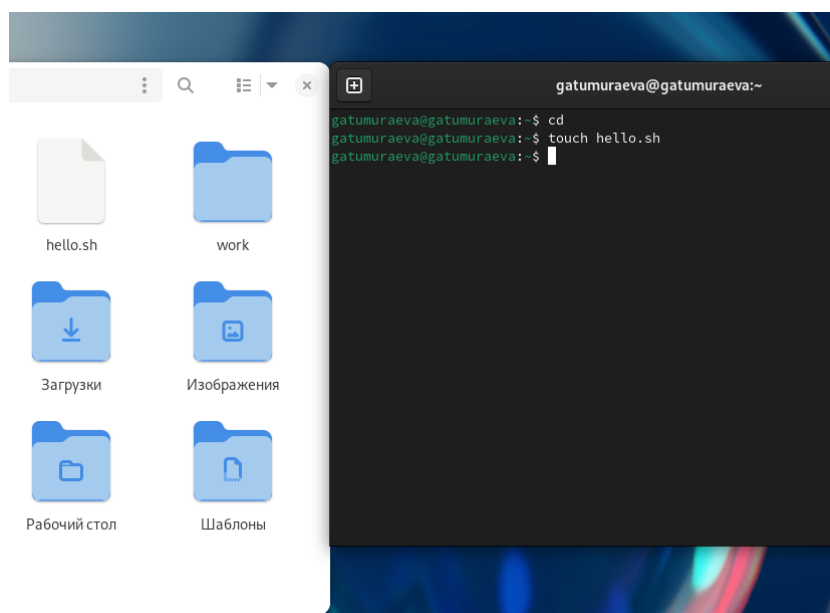 hello.sh
work
Загрузки
Изображения
Рабочий стол
Шаблоны
gatumuraeva@gatumuraeva:~
gatumuraeva@gatumuraeva:~$ cd
gatumuraeva@gatumuraeva:~$ touch hello.sh
gatumuraeva@gatumuraeva:~$